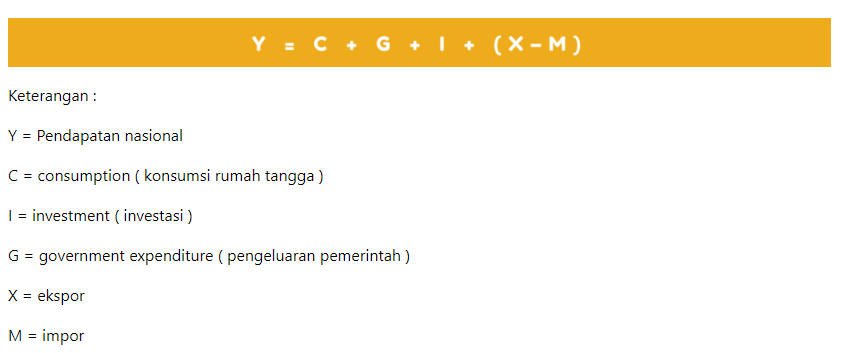 Y = C + G + I + (X-M)
Keterangan :
Y = Pendapatan nasional
C = consumption ( konsumsi rumah tangga )
I = investment ( investasi )
G = government expenditure ( pengeluaran pemerintah )
X = ekspor
M = impor